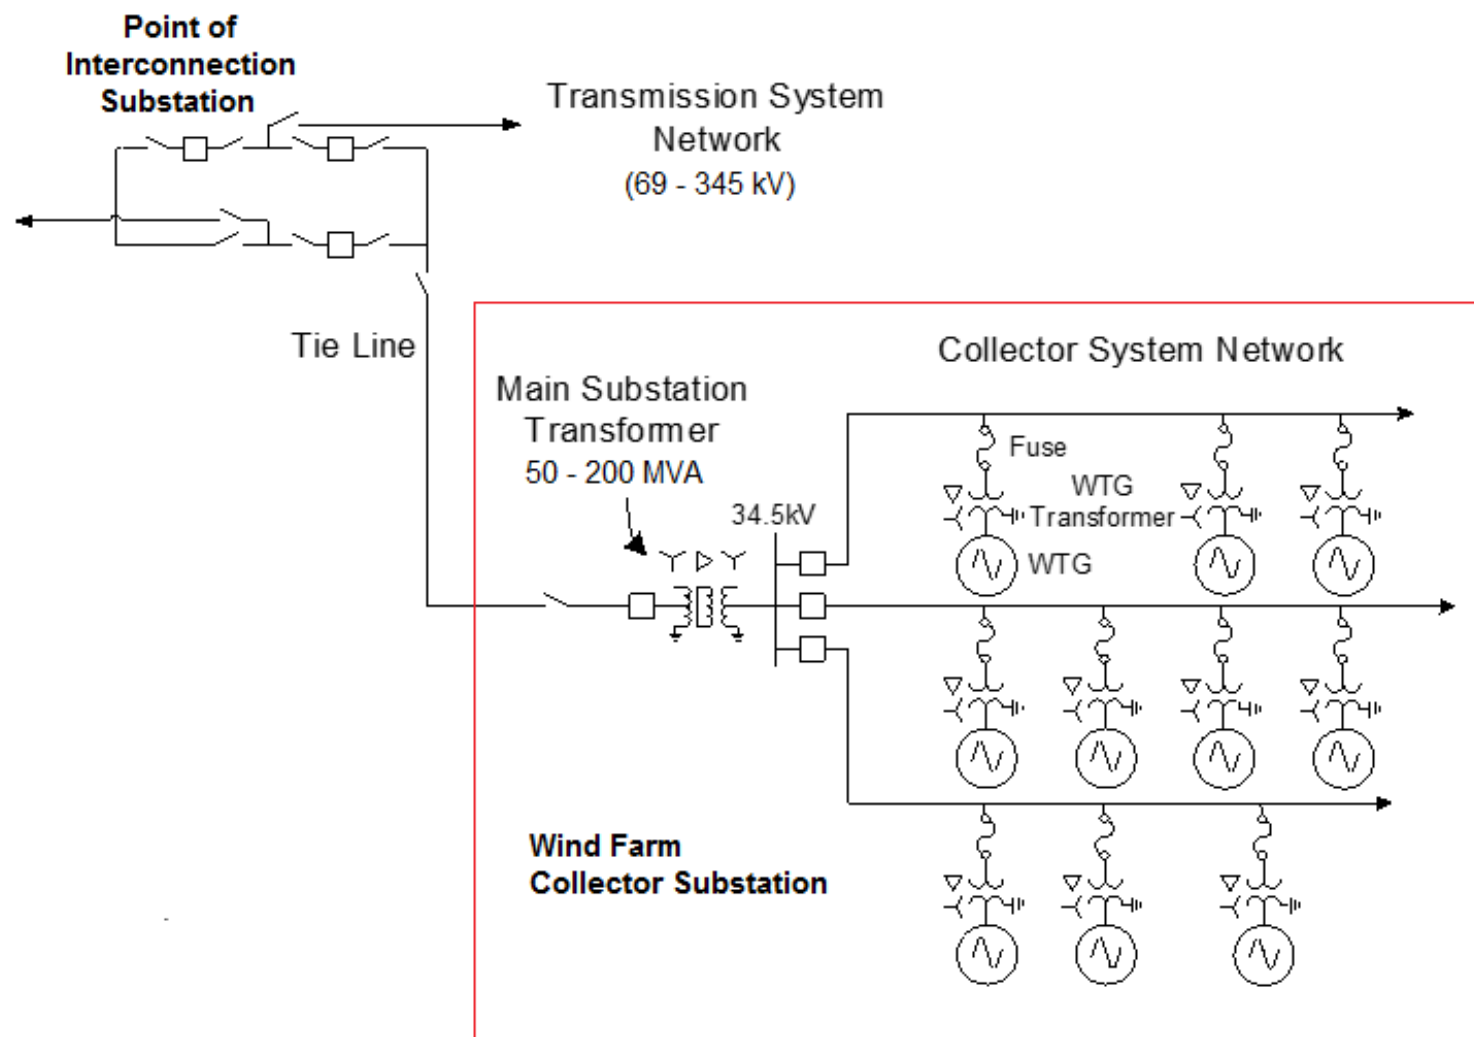 Point of
Interconnection
Substation
Transmission System
Network
(69 - 345 kV)
Tie Line
Collector System Network
Main Substation
Transformer
50 - 200 MVA
34.5kV
Fuse
WTG
Transformer
WTG
Wind Farm
Collector Substation